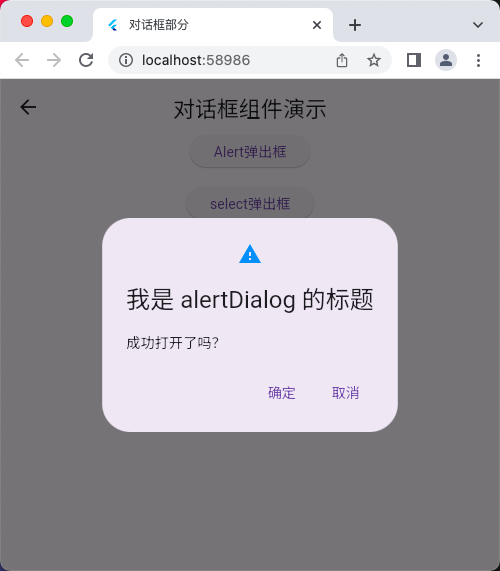 对话框部分
localhost:58986
对话框组件演示
Alert弹出框
select弹出框
我是 alertDialog 的标题
成功打开了吗？
确定 取消